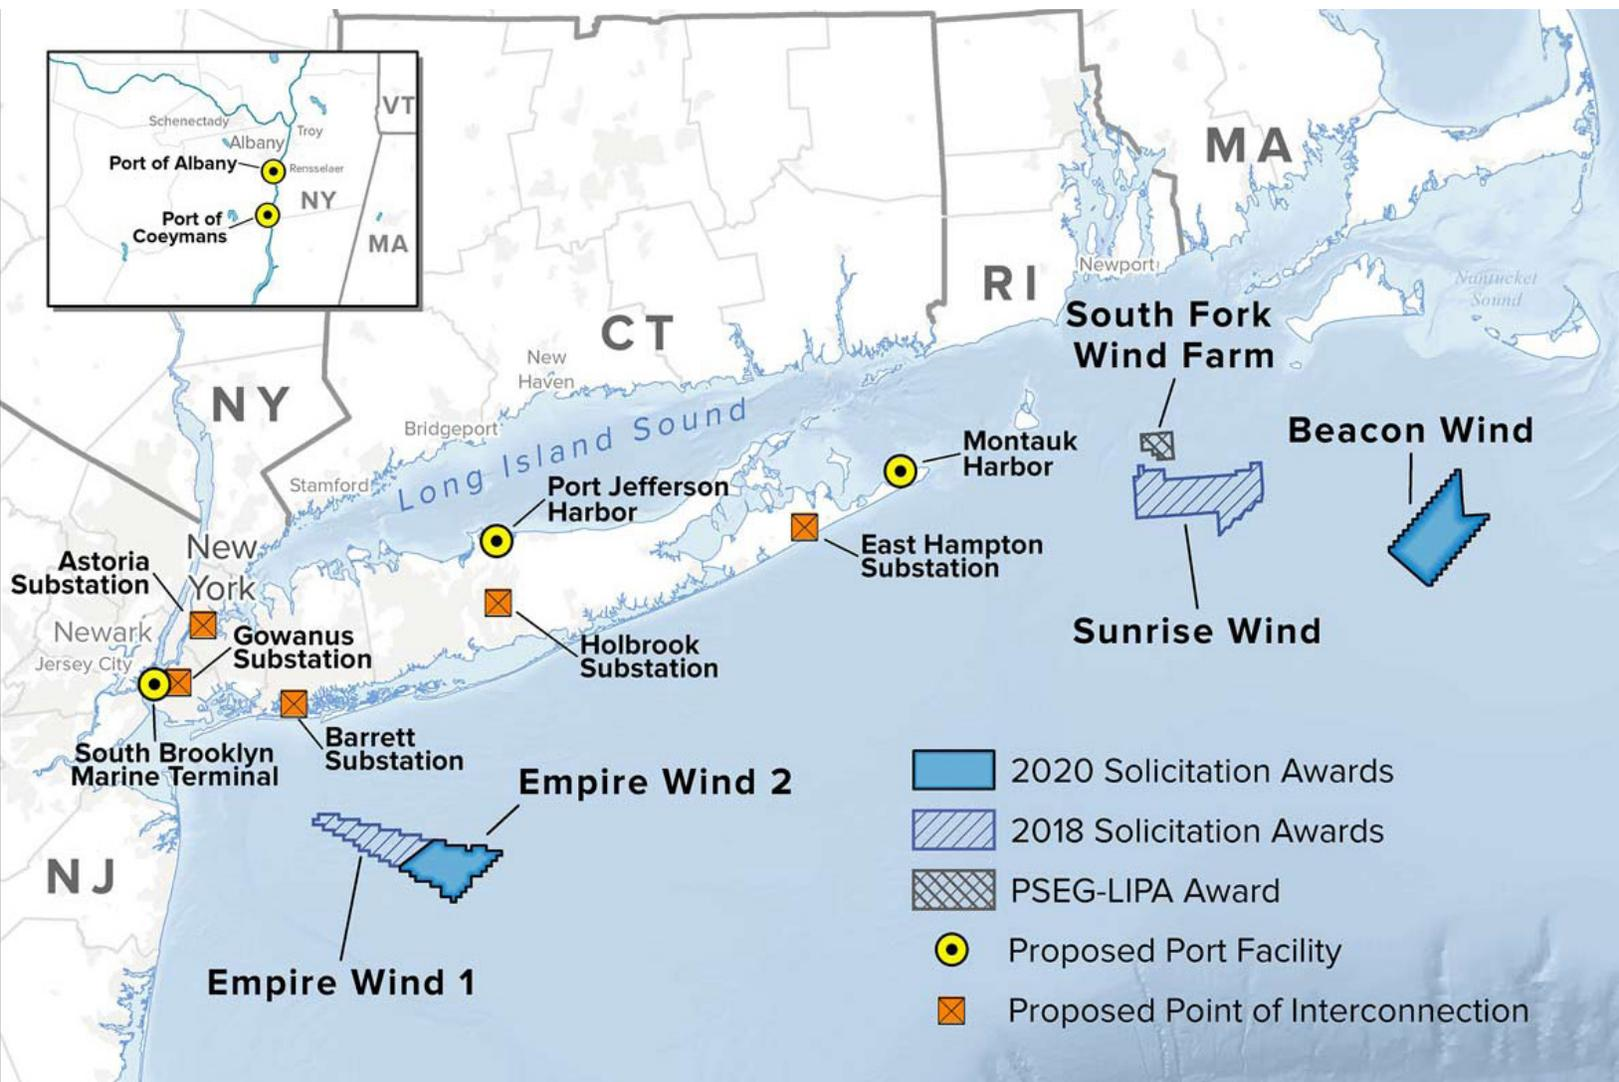 VT
Schenectady
Troy
Albany
Port of Albany
Rensselaer
NY
Port of
Coeymans
MA
MA
RI
Newport
Nantucket
Sound
CT
New
Haven
NY
Bridgeport
Long Island Sound
Stamford
South Fork
Wind Farm
Beacon Wind
Montauk
Harbor
Port Jefferson
Harbor
East Hampton
Substation
New
York
Astoria
Substation
Newark
Jersey City
Gowanus
Substation
Holbrook
Substation
Sunrise Wind
South Brooklyn
Marine Terminal
Barrett
Substation
Empire Wind 2
NJ
Empire Wind 1
2020 Solicitation Awards
2018 Solicitation Awards
PSEG-LIPA Award
Proposed Port Facility
Proposed Point of Interconnection